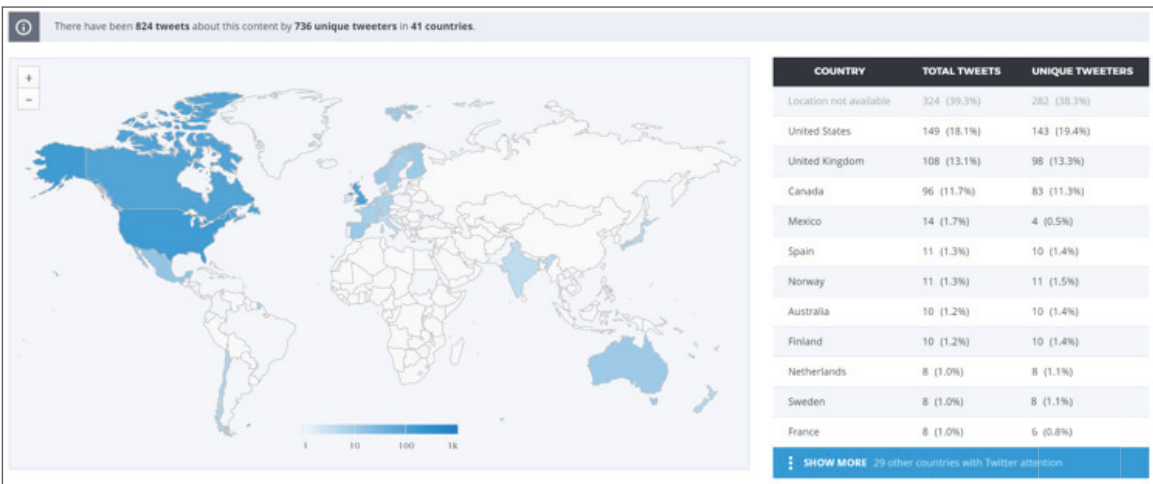 There have been 824 tweets about this content by 736 unique tweeters in 41 countries.
+
−
1 10 100 1k
COUNTRY TOTAL TWEETS UNIQUE TWEETERS
Location not available 324 (39.3%) 282 (38.3%)
United States 149 (18.1%) 143 (19.4%)
United Kingdom 108 (13.1%) 98 (13.3%)
Canada 96 (11.7%) 83 (11.3%)
Mexico 14 (1.7%) 4 (0.5%)
Spain 11 (1.3%) 10 (1.4%)
Norway 11 (1.3%) 11 (1.5%)
Australia 10 (1.2%) 10 (1.4%)
Finland 10 (1.2%) 10 (1.4%)
Netherlands 8 (1.0%) 8 (1.1%)
Sweden 8 (1.0%) 8 (1.1%)
France 8 (1.0%) 6 (0.8%)
SHOW MORE 29 other countries with Twitter attention